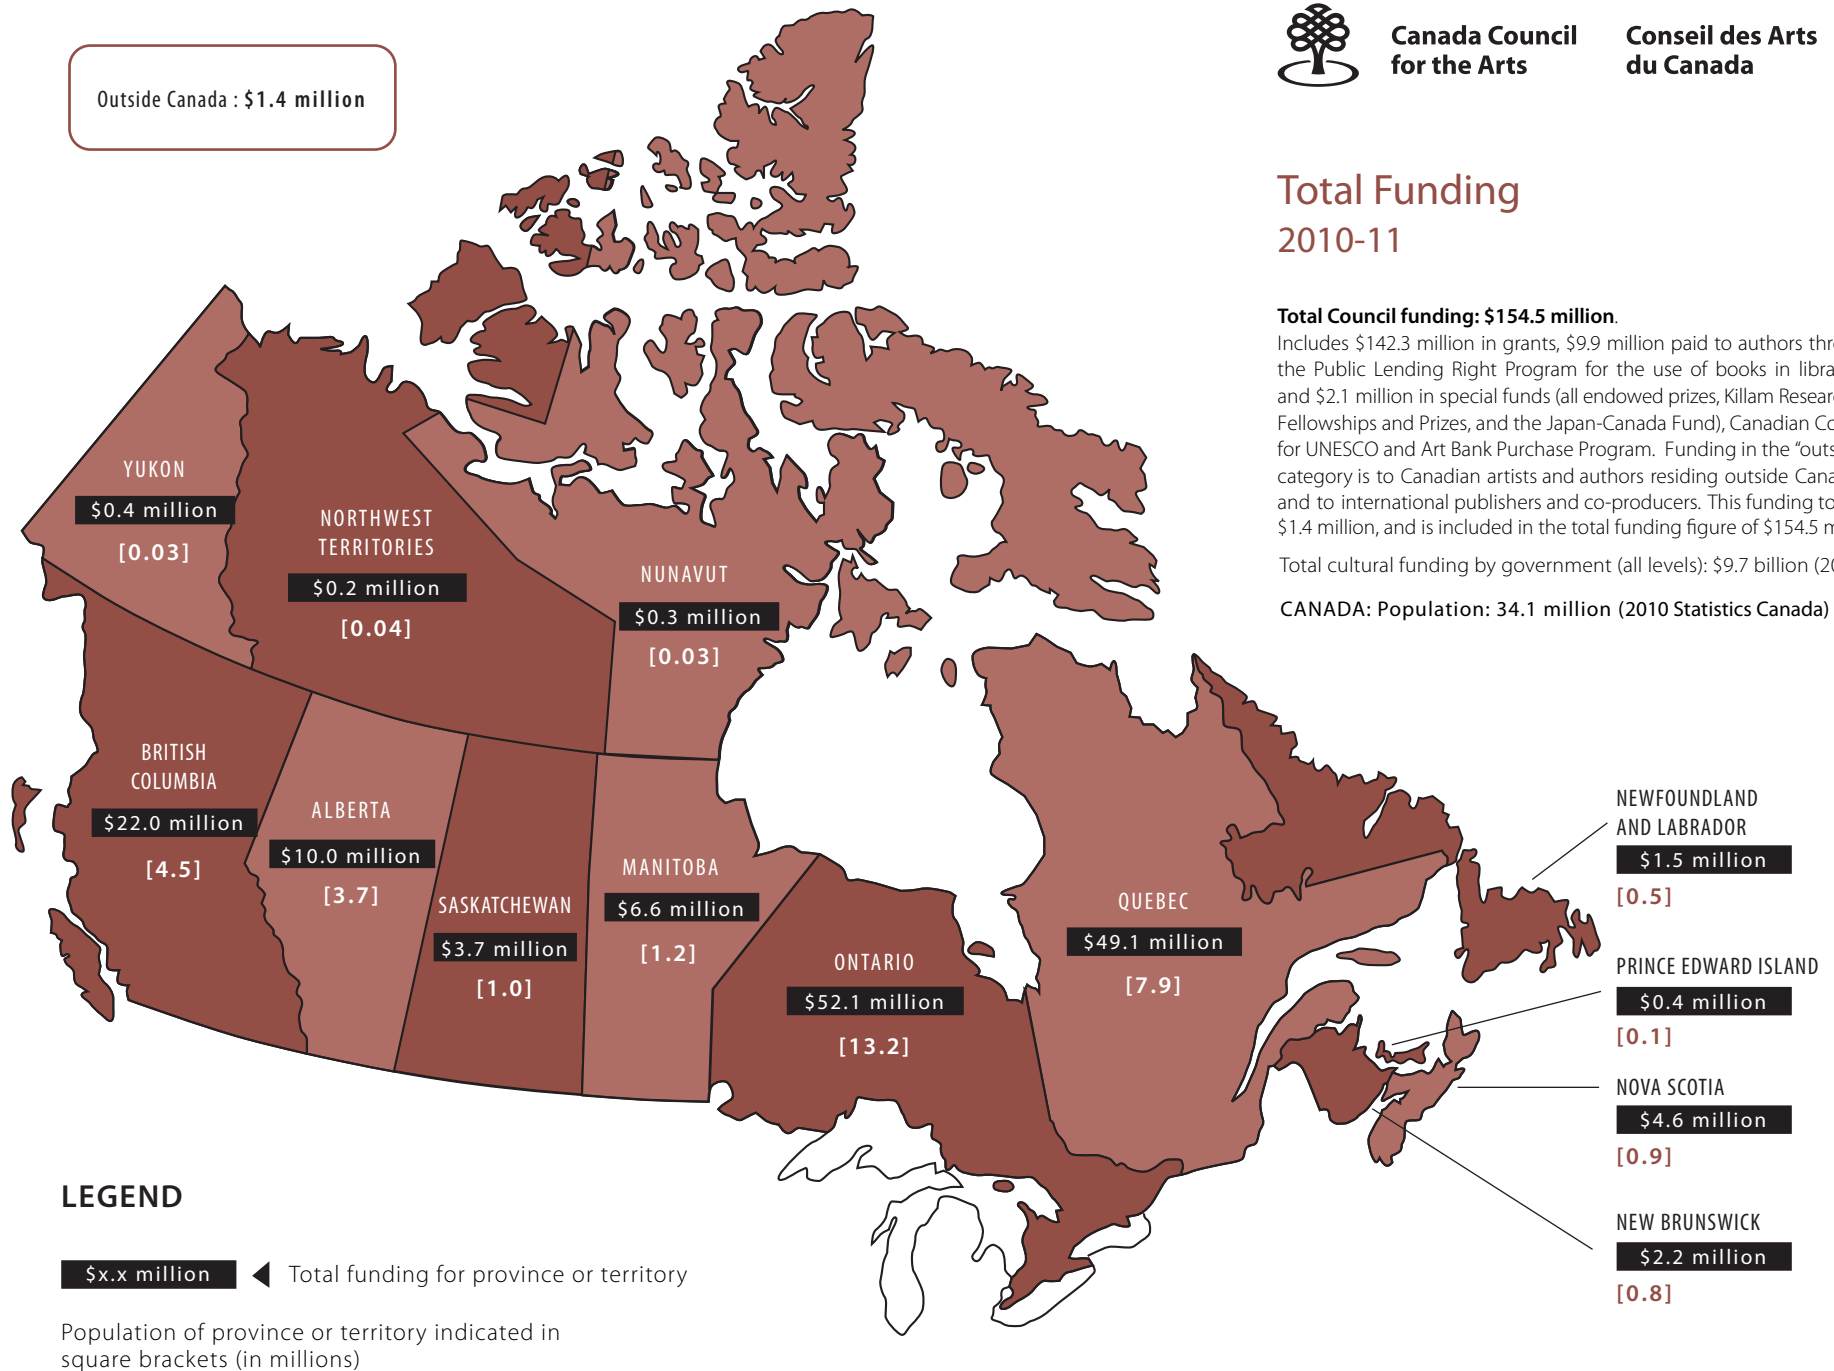 Outside Canada : $1.4 million
Canada Council
for the Arts
Conseil des Arts
du Canada
Total Funding
2010-11
Total Council funding: $154.5 million.
Includes $142.3 million in grants, $9.9 million paid to authors
the Public Lending Right Program for the use of books in
and $2.1 million in special funds (all endowed prizes, Killam
Fellowships and Prizes, and the Japan-Canada Fund), Canadian
for UNESCO and Art Bank Purchase Program. Funding in the
category is to Canadian artists and authors residing outside
and to international publishers and co-producers. This funding
$1.4 million, and is included in the total funding figure of $154.5
Total cultural funding by government (all levels): $9.7 billion
CANADA: Population: 34.1 million (2010 Statistics Canada)
YUKON
$0.4 million
[0.03]
NORTHWEST
TERRITORIES
$0.2 million
[0.04]
NUNAVUT
$0.3 million
[0.03]
BRITISH
COLUMBIA
$22.0 million
[4.5]
ALBERTA
$10.0 million
[3.7]
SASKATCHEWAN
$3.7 million
[1.0]
MANITOBA
$6.6 million
[1.2]
ONTARIO
$52.1 million
[13.2]
QUEBEC
$49.1 million
[7.9]
NEWFOUNDLAND
AND LABRADOR
$1.5 million
[0.5]
PRINCE EDWARD ISLAND
$0.4 million
[0.1]
NOVA SCOTIA
$4.6 million
[0.9]
NEW BRUNSWICK
$2.2 million
[0.8]
LEGEND
$x.x million
Total funding for province or territory
Population of province or territory indicated in
square brackets (in millions)